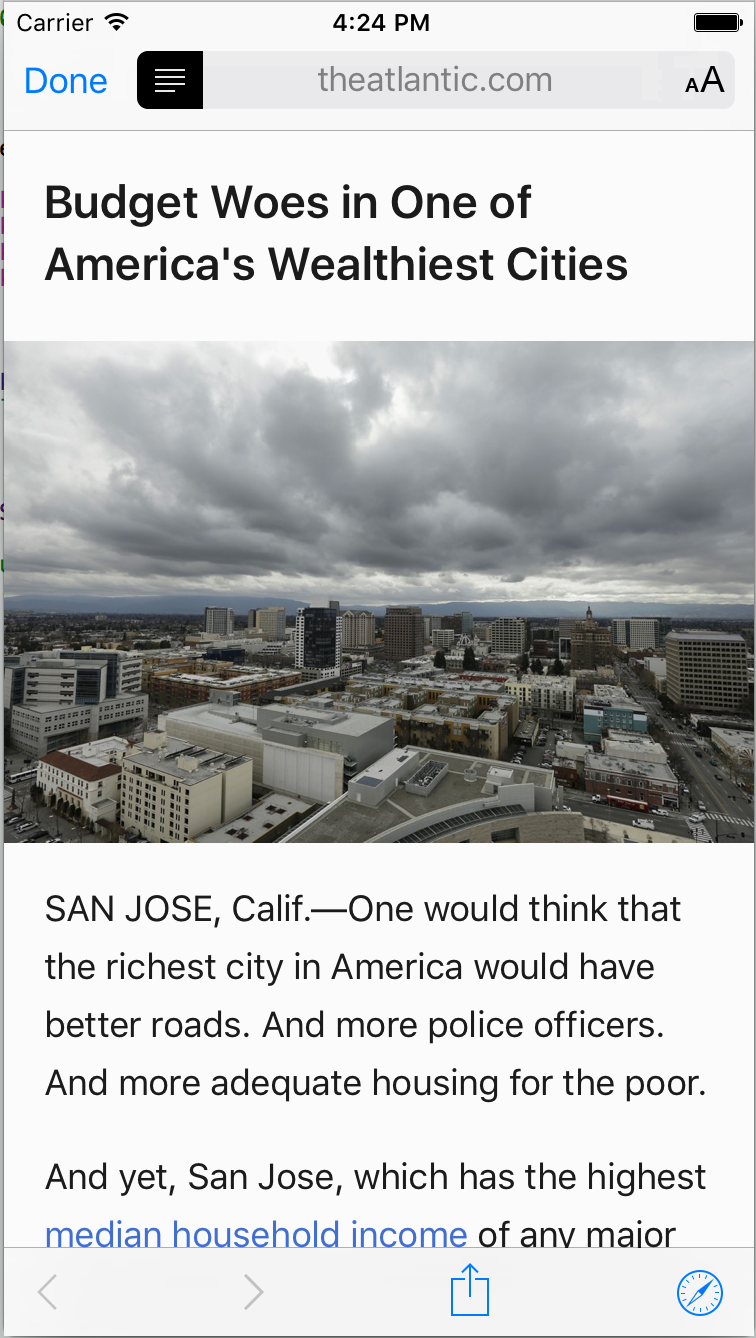 Carrier 4:24 PM
Done theatlantic.com AA
Budget Woes in One of
America's Wealthiest Cities
SAN JOSE, Calif.—One would think that
the richest city in America would have
better roads. And more police officers.
And more adequate housing for the poor.
And yet, San Jose, which has the highest
median household income of any major